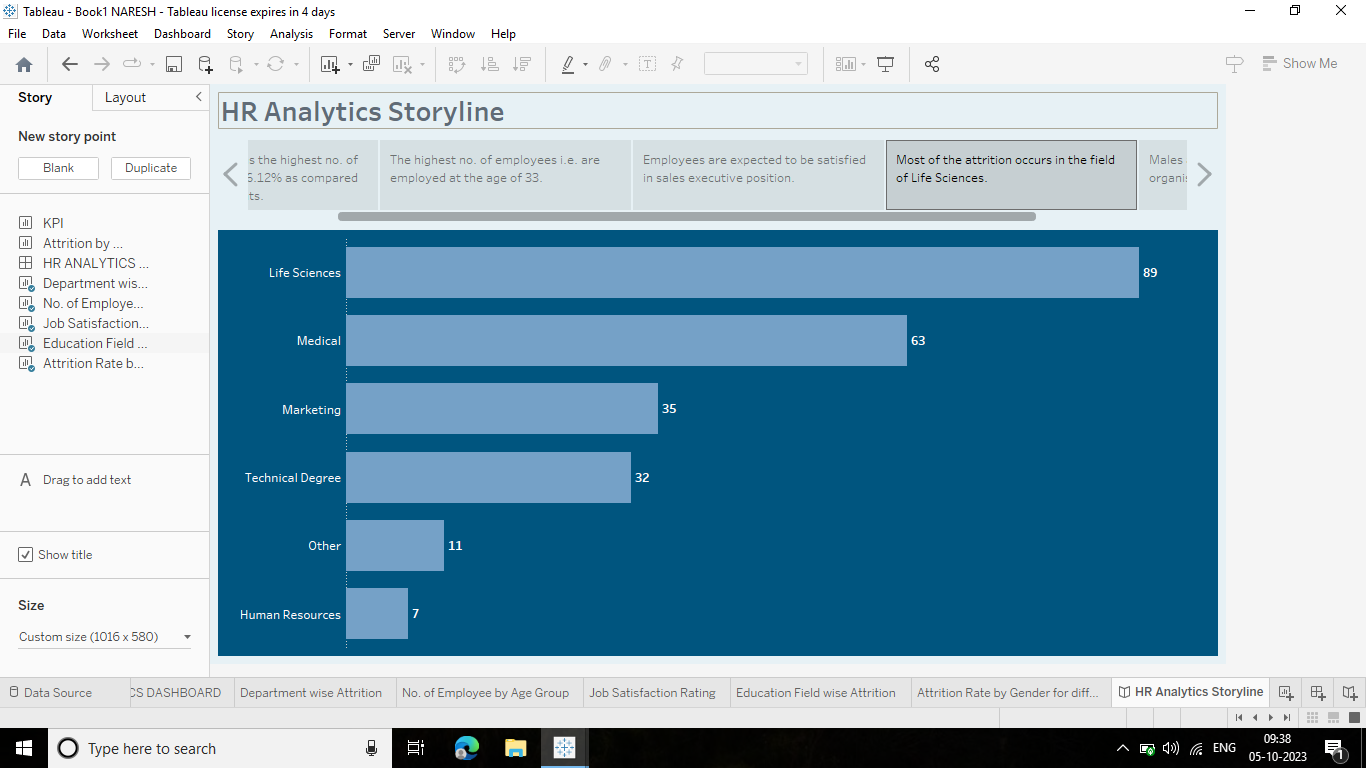 Tableau - Book1 NARESH - Tableau license expires in 4 days
File Data Worksheet Dashboard Story Analysis Format Server Window Help
Show Me
Story Layout
New story point
Blank Duplicate
KPI
Attrition by ...
HR ANALYTICS ...
Department wis...
No. of Employe...
Job Satisfaction...
Education Field ...
Attrition Rate b...
A Drag to add text
Show title
Size
Custom size (1016 x 580)
HR Analytics Storyline
s the highest no. of
6.12% as compared
ts.
The highest no. of employees i.e. are
employed at the age of 33.
Employees are expected to be satisfied
in sales executive position.
Most of the attrition occurs in the field
of Life Sciences.
Males
organis
Life Sciences 89
Medical 63
Marketing 35
Technical Degree 32
Other 11
Human Resources 7
Data Source CS DASHBOARD Department wise Attrition No. of Employee by Age Group Job Satisfaction Rating Education Field wise Attrition Attrition Rate by Gender for diff... HR Analytics Storyline
Type here to search
ENG
09:38
05-10-2023
1